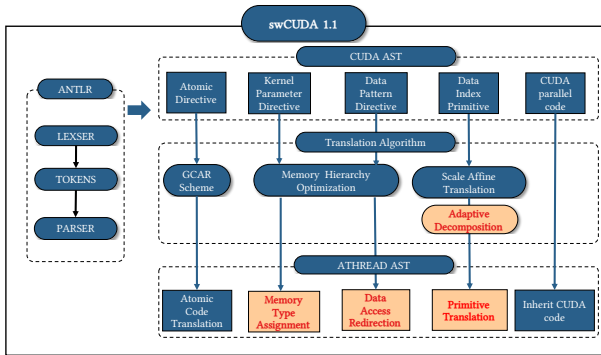 swCUDA 1.1
CUDA AST
ANTLR
LEXSER
TOKENS
PARSER
Atomic
Directive
Kernel
Parameter
Directive
Data
Pattern
Directive
Data
Index
Primitive
CUDA
parallel
code
Translation Algorithm
GCAR
Scheme
Memory Hierarchy
Optimization
Scale Affine
Translation
Adaptive
Decomposition
ATHREAD AST
Atomic
Code
Translation
Memory
Type
Assignment
Data
Access
Redirection
Primitive
Translation
Inherit CUDA
code